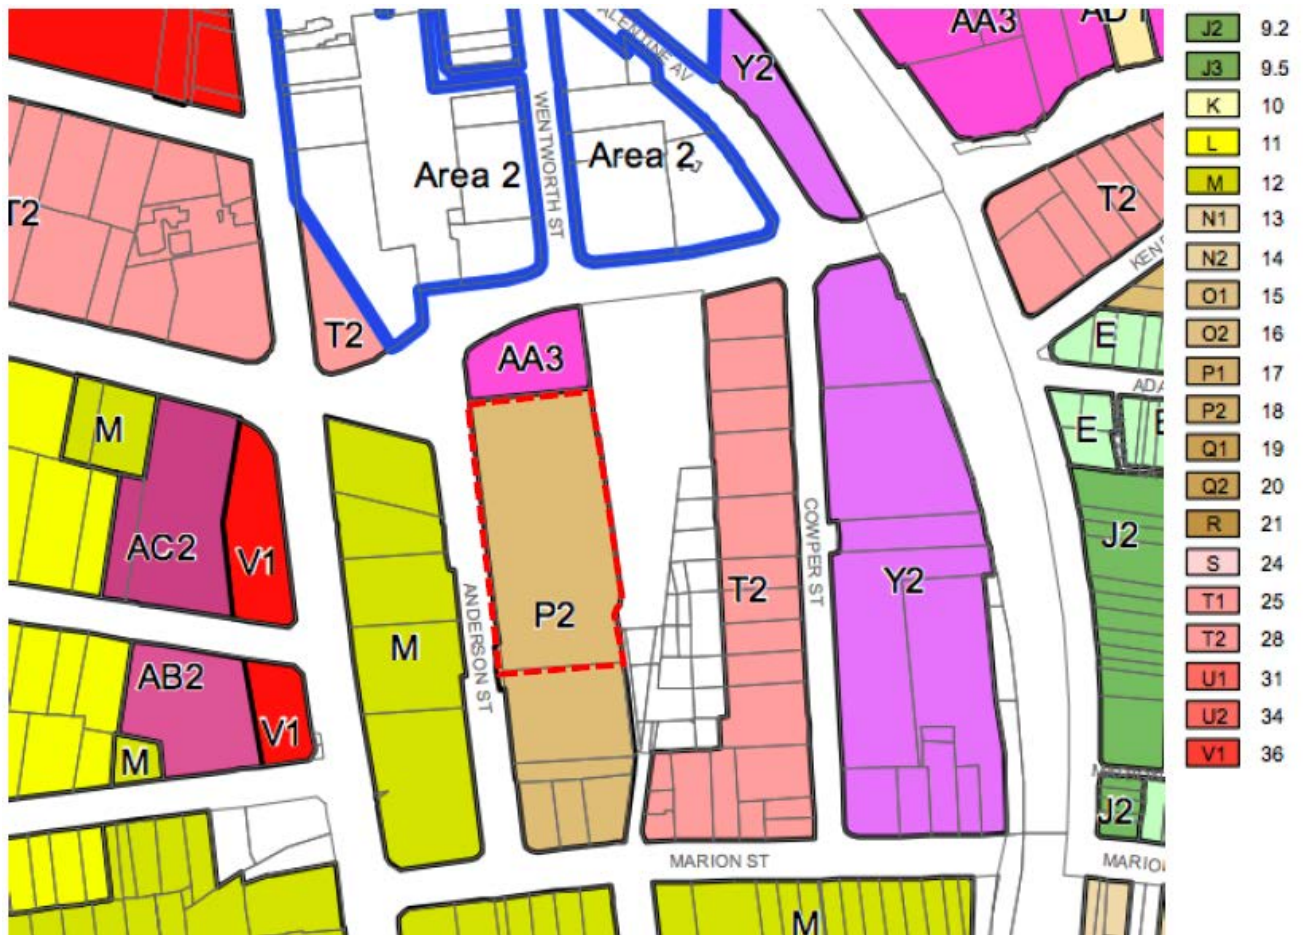 AA3
J2 9.2
Y2
J3 9.5
K 10
L 11
WENTWORTH ST
Area 2
Area 2
M 12
T2
T2
N1 13
N2 14
O1 15
T2
E
O2 16
AA3
P1 17
M
E
P2 18
Q1 19
Q2 20
AC2
V1
J2
R 21
COWPER ST
S 24
T2
Y2
P2
T1 25
ANDERSON ST
M
T2 28
AB2
U1 31
V1
U2 34
M
V1 36
J2
MARION ST
M